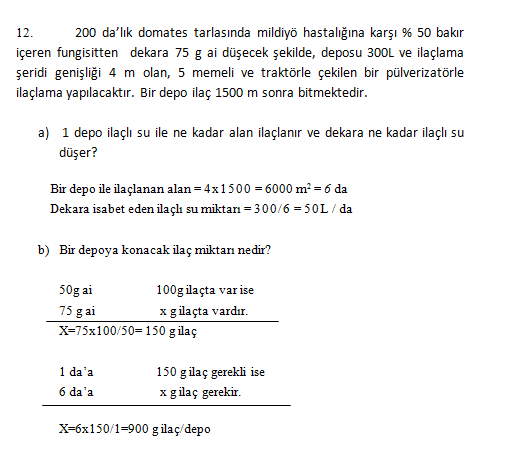 12. 200 da’lık domates tarlasında mildiyö hastalığına karşı % 50 bakır
içeren fungisitten dekara 75 g ai düşecek şekilde, deposu 300L ve ilaçlama
şeridi genişliği 4 m olan, 5 memeli ve traktörle çekilen bir pülverizatörle
ilaçlama yapılacaktır. Bir depo ilaç 1500 m sonra bitmektedir.
a) 1 depo ilaçlı su ile ne kadar alan ilaçlanır ve dekara ne kadar ilaçlı su
düşer?
Bir depo ile ilaçlanan alan = 4x1500 = 6000 m² = 6 da
Dekara isabet eden ilaçlı su miktarı = 300/6 = 50L / da
b) Bir depoya konacak ilaç miktarı nedir?
50g ai 100g ilaçta var ise
75 g ai x g ilaçta vardır.
X=75x100/50= 150 g ilaç
1 da’a 150 g ilaç gerekli ise
6 da’a x g ilaç gerekir.
X=6x150/1=900 g ilaç/depo